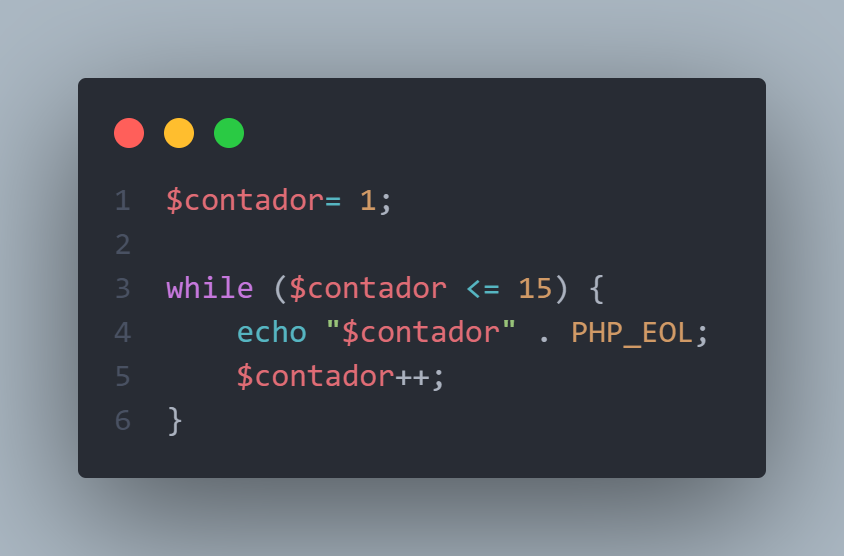 1 $contador= 1;
2
3 while ($contador <= 15) {
4     echo "$contador" . PHP_EOL;
5     $contador++;
6 }